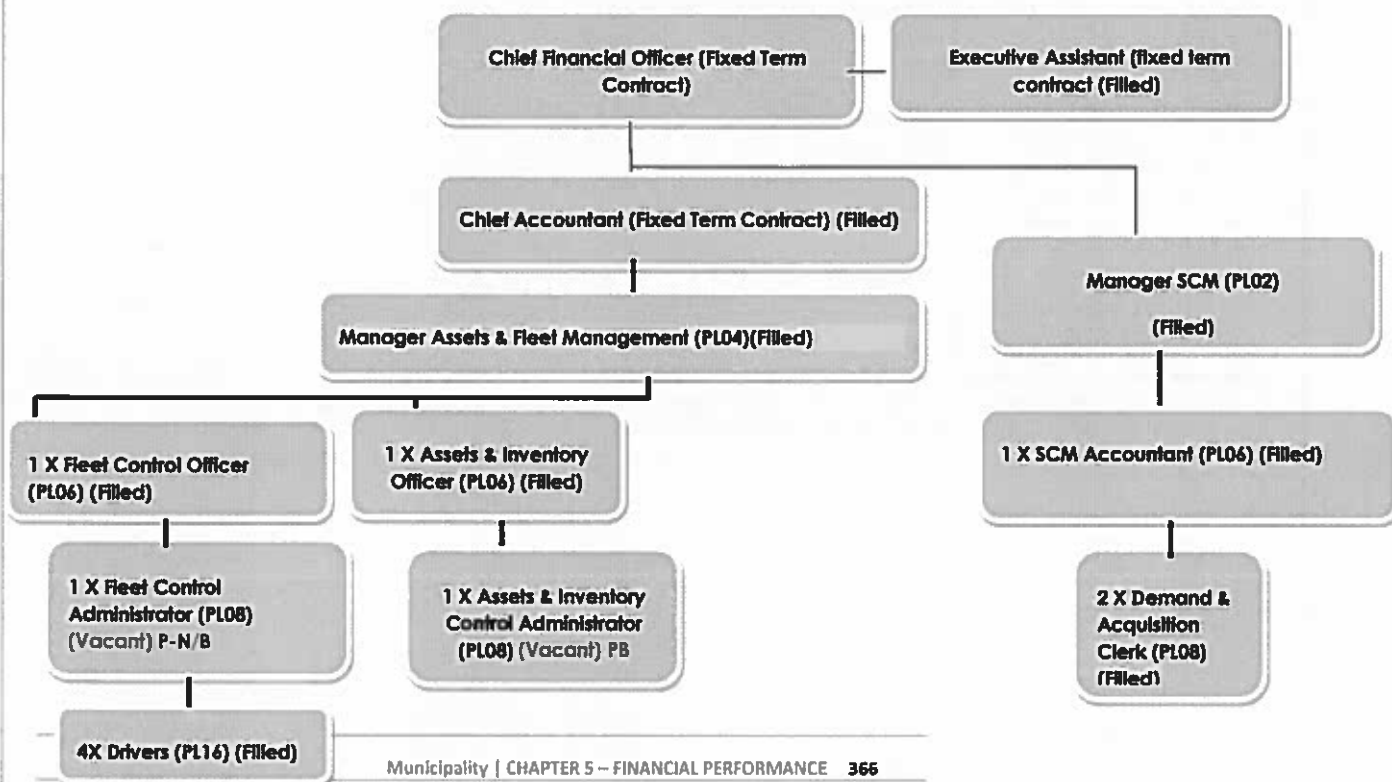 Chief Financial Officer (Fixed Term
Contract)
Executive Assistant (fixed term
contract (Filled)
Chief Accountant (Fixed Term Contract) (Filled)
Manager SCM (PL02)
(Filled)
Manager Assets & Fleet Management (PL04)(Filled)
1 X Fleet Control Officer
(PL06) (Filled)
1 X Assets & Inventory
Officer (PL06) (Filled)
1 X SCM Accountant (PL06) (Filled)
1 X Fleet Control
Administrator (PL08)
(Vacant) P-N/B
1 X Assets & Inventory
Control Administrator
(PL08) (Vacant) PB
2 X Demand &
Acquisition
Clerk (PL08)
(Filled)
4X Drivers (PL16) (Filled)
Municipality | CHAPTER 5 – FINANCIAL PERFORMANCE 366